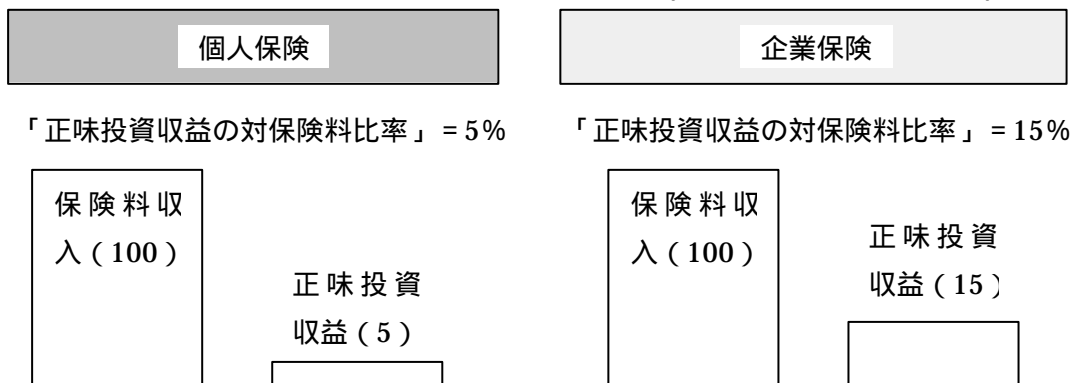 個人保険
企業保険
「正味投資収益の対保険料比率」=5%
「正味投資収益の対保険料比率」=15%
保険料収
入(100)
正味投資
収益(5)
保険料収
入(100)
正味投資
収益(15)